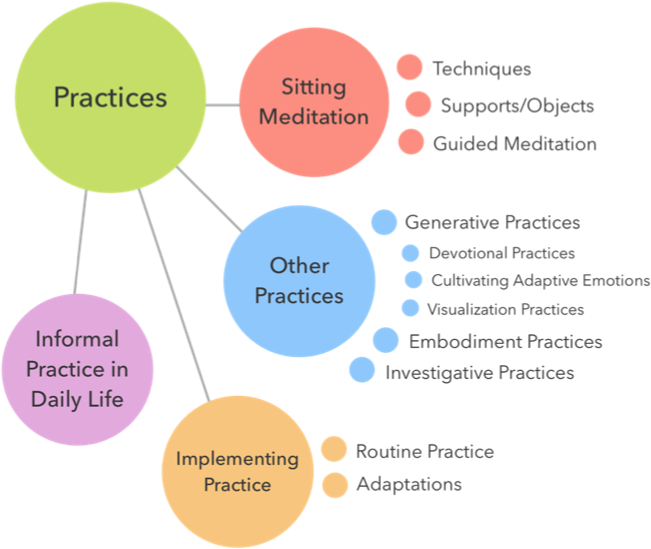 Practices
Sitting
Meditation
Techniques
Supports/Objects
Guided Meditation
Other
Practices
Generative Practices
Devotional Practices
Cultivating Adaptive Emotions
Visualization Practices
Embodiment Practices
Investigative Practices
Informal
Practice in
Daily Life
Implementing
Practice
Routine Practice
Adaptations